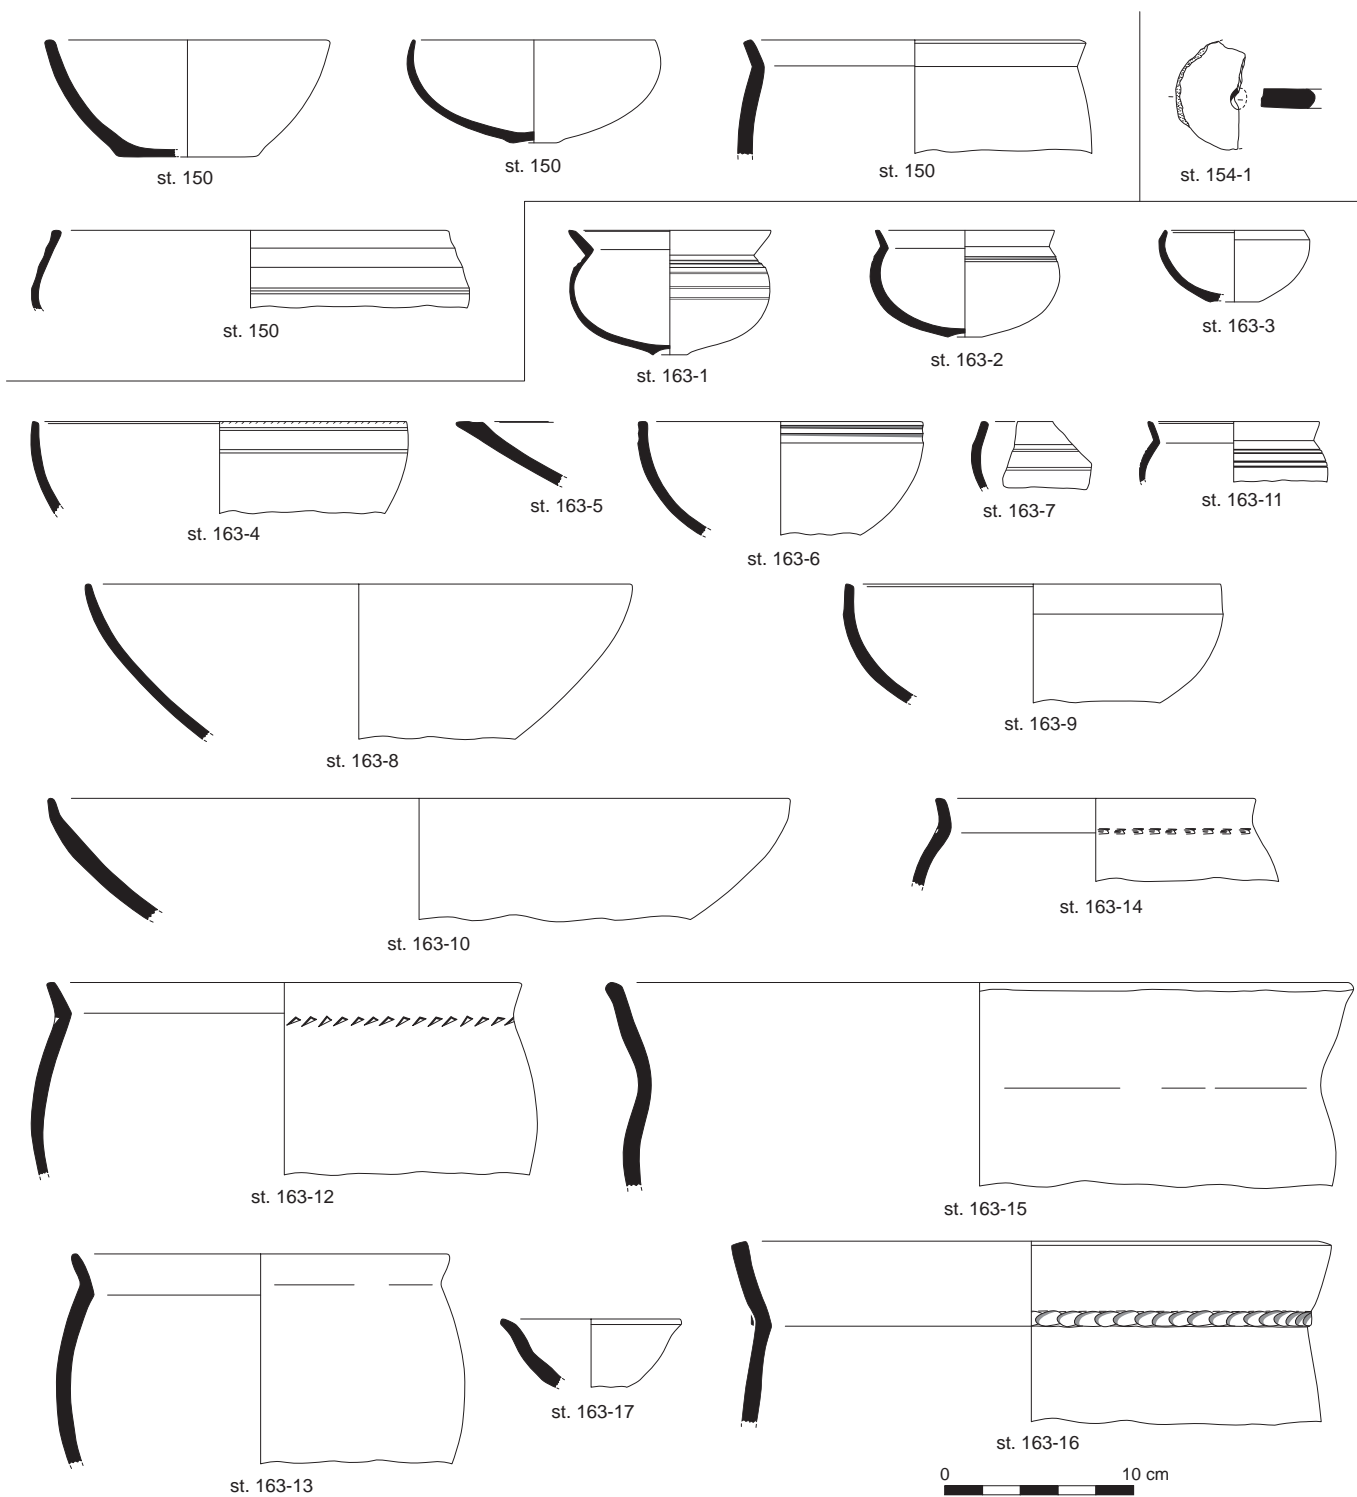 st. 150
st. 150
st. 150
st. 154-1
st. 150
st. 163-1
st. 163-2
st. 163-3
st. 163-4
st. 163-5
st. 163-6
st. 163-7
st. 163-11
st. 163-8
st. 163-9
st. 163-10
st. 163-14
st. 163-12
st. 163-15
st. 163-13
st. 163-17
st. 163-16
0 10 cm